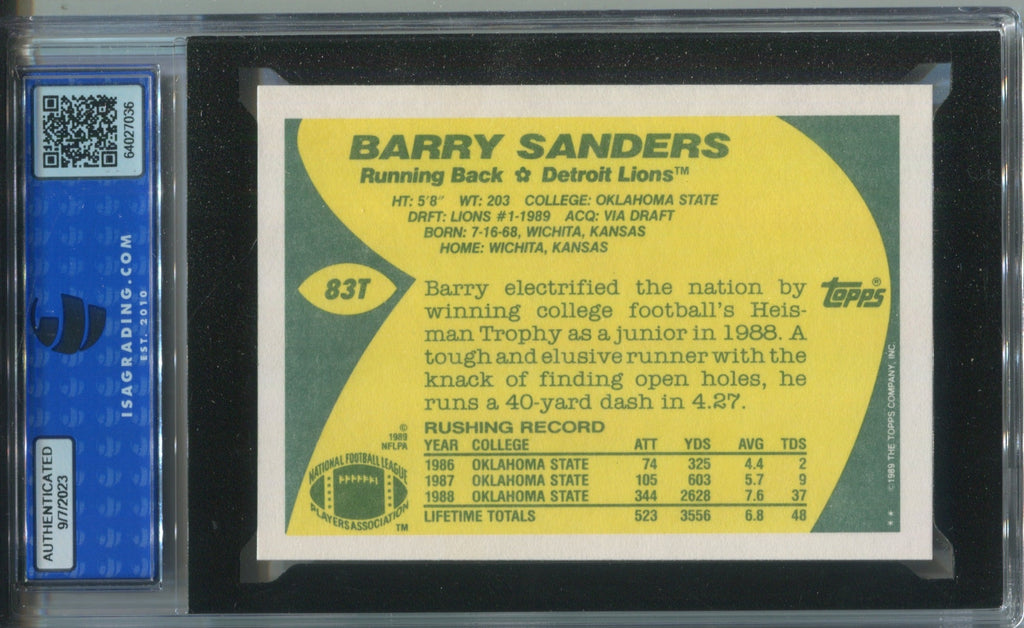 64027036
ISAGRADING.COM
EST. 2010
AUTHENTICATED
9/7/2023
BARRY SANDERS
Running Back ✿ Detroit Lions™
HT: 5'8" WT: 203 COLLEGE: OKLAHOMA STATE
DRFT: LIONS #1-1989 ACQ: VIA DRAFT
BORN: 7-16-68, WICHITA, KANSAS
HOME: WICHITA, KANSAS
83T
Barry electrified the nation by
winning college football's Heis-
man Trophy as a junior in 1988. A
tough and elusive runner with the
knack of finding open holes, he
runs a 40-yard dash in 4.27.
TOPPS®
RUSHING RECORD
YEAR COLLEGE ATT YDS AVG TDS
1986 OKLAHOMA STATE 74 325 4.4 2
1987 OKLAHOMA STATE 105 603 5.7 9
1988 OKLAHOMA STATE 344 2628 7.6 37
LIFETIME TOTALS 523 3556 6.8 48
©
1989
NFLPA
NATIONAL FOOTBALL LEAGUE
PLAYERS ASSOCIATION
™
©1989 THE TOPPS COMPANY, INC.
**